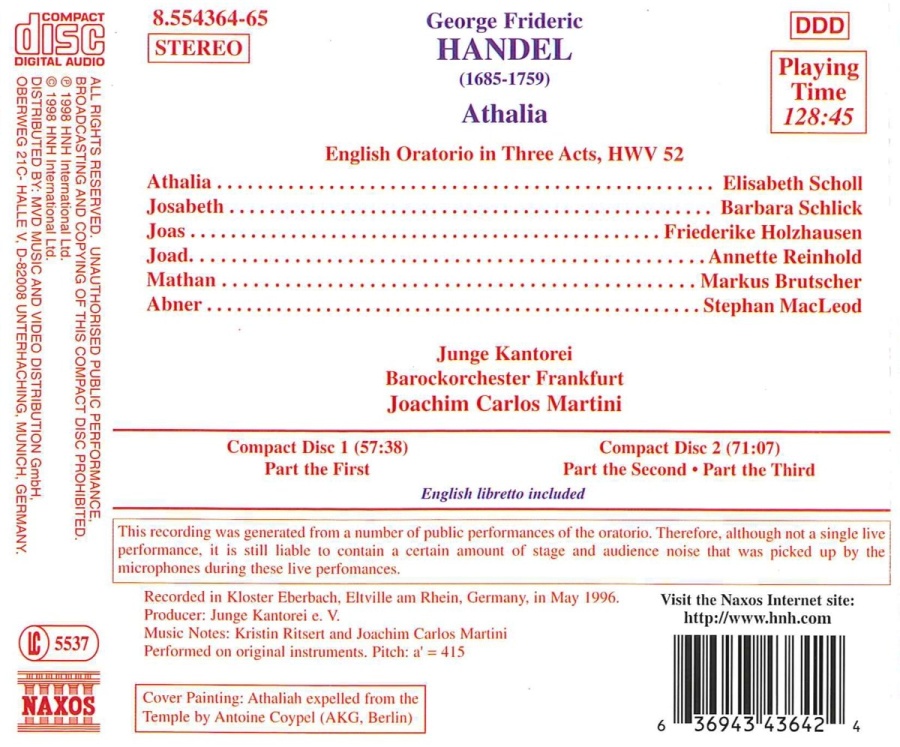 COMPACT
disc
DIGITAL AUDIO
8.554364-65
STEREO
George Frideric
HANDEL
(1685-1759)
Athalia
DDD
Playing
Time
128:45
English Oratorio in Three Acts, HWV 52
Athalia ........ Elisabeth Scholl
Josabeth ........ Barbara Schlick
Joas ........ Friederike Holzhausen
Joad ........ Annette Reinhold
Mathan ........ Markus Brutscher
Abner ........ Stephan MacLeod
Junge Kantorei
Barockorchester Frankfurt
Joachim Carlos Martini
Compact Disc 1 (57:38)
Part the First
Compact Disc 2 (71:07)
Part the Second • Part the Third
English libretto included
This recording was generated from a number of public performances of the oratorio. Therefore, although not a single live
performance, it is still liable to contain a certain amount of stage and audience noise that was picked up by the
microphones during these live perfomances.
Recorded in Kloster Eberbach, Eltville am Rhein, Germany, in May 1996.
Producer: Junge Kantorei e. V.
Music Notes: Kristin Ritsert and Joachim Carlos Martini
Performed on original instruments. Pitch: a' = 415
Cover Painting: Athaliah expelled from the
Temple by Antoine Coypel (AKG, Berlin)
Visit the Naxos Internet site:
http://www.hnh.com
6 36943 43642 4
ALL RIGHTS RESERVED. UNAUTHORISED PUBLIC PERFORMANCE,
BROADCASTING AND COPYING OF THIS COMPACT DISC PROHIBITED.
℗ 1998 HNH International Ltd.
© 1998 HNH International Ltd.
DISTRIBUTED BY: MVD MUSIC AND VIDEO DISTRIBUTION GmbH,
OBERWEG 21C- HALLE V, D-82008 UNTERHACHING, MUNICH, GERMANY.
LC 5537
NAXOS